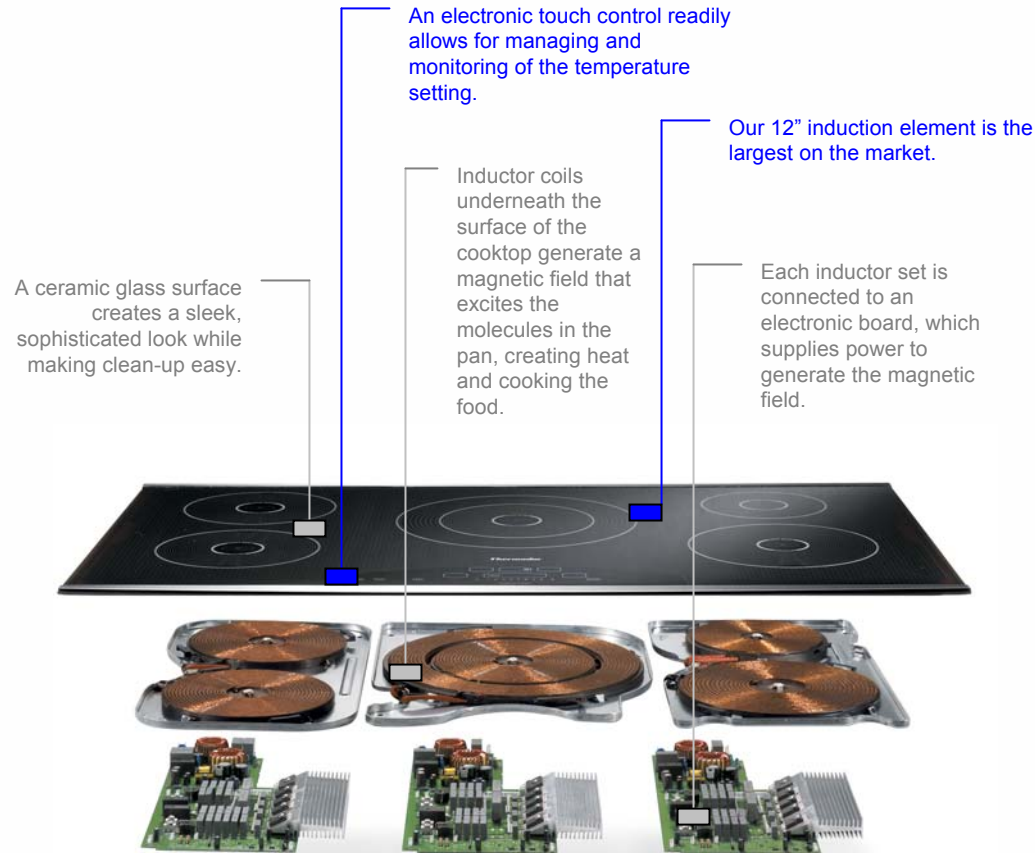 An electronic touch control readily
allows for managing and
monitoring of the temperature
setting.
Our 12” induction element is the
largest on the market.
Inductor coils
underneath the
surface of the
cooktop generate a
magnetic field that
excites the
molecules in the
pan, creating heat
and cooking the
food.
Each inductor set is
connected to an
electronic board, which
supplies power to
generate the magnetic
field.
A ceramic glass surface
creates a sleek,
sophisticated look while
making clean-up easy.
Thermador